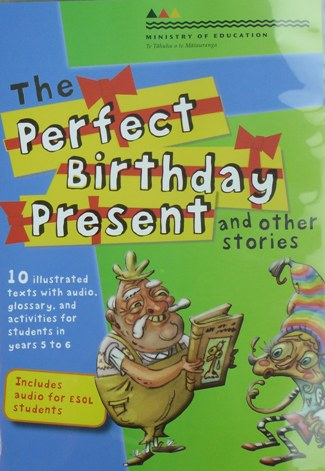 MINISTRY OF EDUCATION
Te Tāhuhu o te Mātauranga
The
Perfect
Birthday
Present
and other
stories
10 illustrated
texts with audio,
glossary, and
activities for
students in
years 5 to 6
Includes
audio for ESOL
students